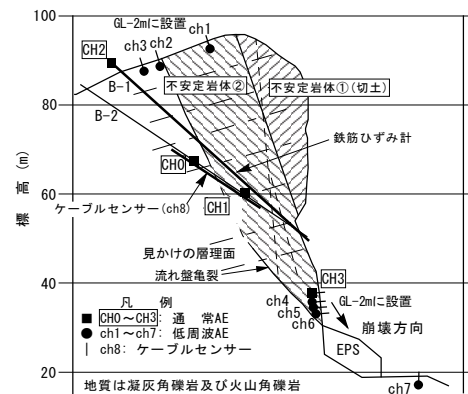 100
80
60
40
20
標 高 (m)
GL-2mに設置
ch1
ch2
ch3
CH2
B-1
B-2
不安定岩体②
不安定岩体①(切土)
鉄筋ひずみ計
CH0
ケーブルセンサー(ch8)
CH1
見かけの層理面
流れ盤亀裂
CH3
ch4
ch5
ch6
GL-2mに設置
崩壊方向
EPS
ch7
凡 例
CH0～CH3: 通 常AE
ch1～ch7: 低周波AE
ch8: ケーブルセンサー
地質は凝灰角礫岩及び火山角礫岩